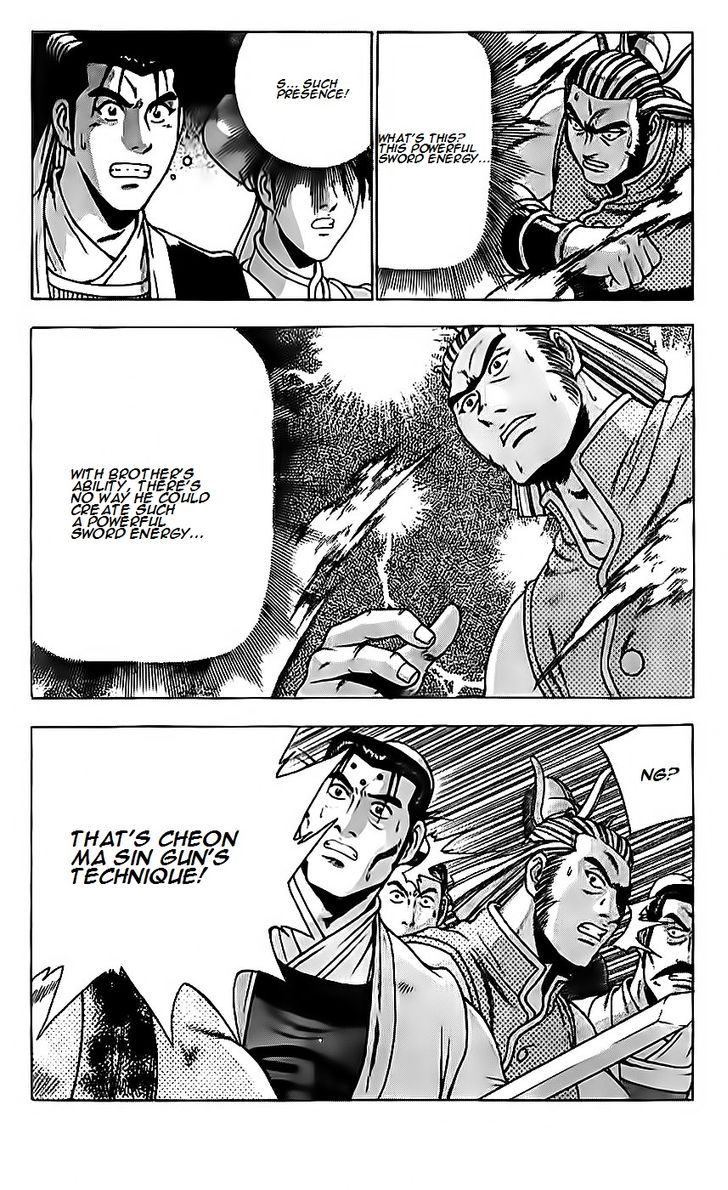 S... SUCH
PRESENCE!
WHAT'S THIS?
THIS POWERFUL
SWORD ENERGY...
WITH BROTHER'S
ABILITY, THERE'S
NO WAY HE COULD
CREATE SUCH
A POWERFUL
SWORD ENERGY...
NG?
THAT'S CHEON
MA SIN GUN'S
TECHNIQUE!